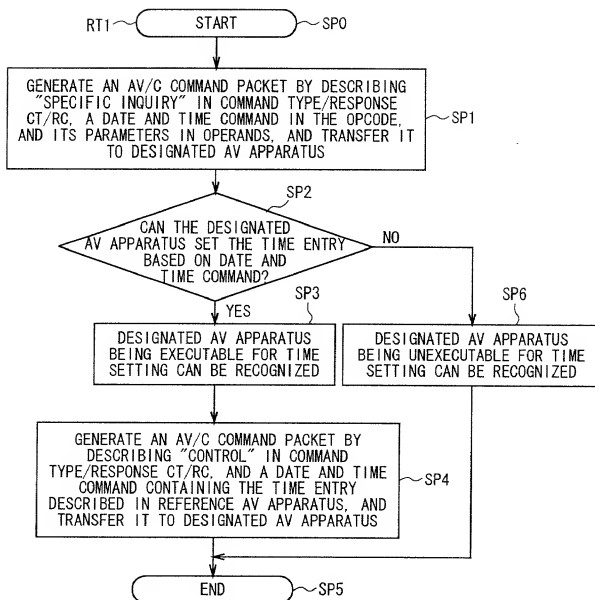 RT1 START SP0
GENERATE AN AV/C COMMAND PACKET BY DESCRIBING
"SPECIFIC INQUIRY" IN COMMAND TYPE/RESPONSE
CT/RC, A DATE AND TIME COMMAND IN THE OPCODE,
AND ITS PARAMETERS IN OPERANDS, AND TRANSFER IT
TO DESIGNATED AV APPARATUS
SP1
SP2
CAN THE DESIGNATED
AV APPARATUS SET THE TIME ENTRY
BASED ON DATE AND
TIME COMMAND?
NO
YES
SP3
DESIGNATED AV APPARATUS
BEING EXECUTABLE FOR TIME
SETTING CAN BE RECOGNIZED
SP6
DESIGNATED AV APPARATUS
BEING UNEXECUTABLE FOR TIME
SETTING CAN BE RECOGNIZED
GENERATE AN AV/C COMMAND PACKET BY
DESCRIBING "CONTROL" IN COMMAND
TYPE/RESPONSE CT/RC, AND A DATE AND TIME
COMMAND CONTAINING THE TIME ENTRY
DESCRIBED IN REFERENCE AV APPARATUS, AND
TRANSFER IT TO DESIGNATED AV APPARATUS
SP4
END SP5